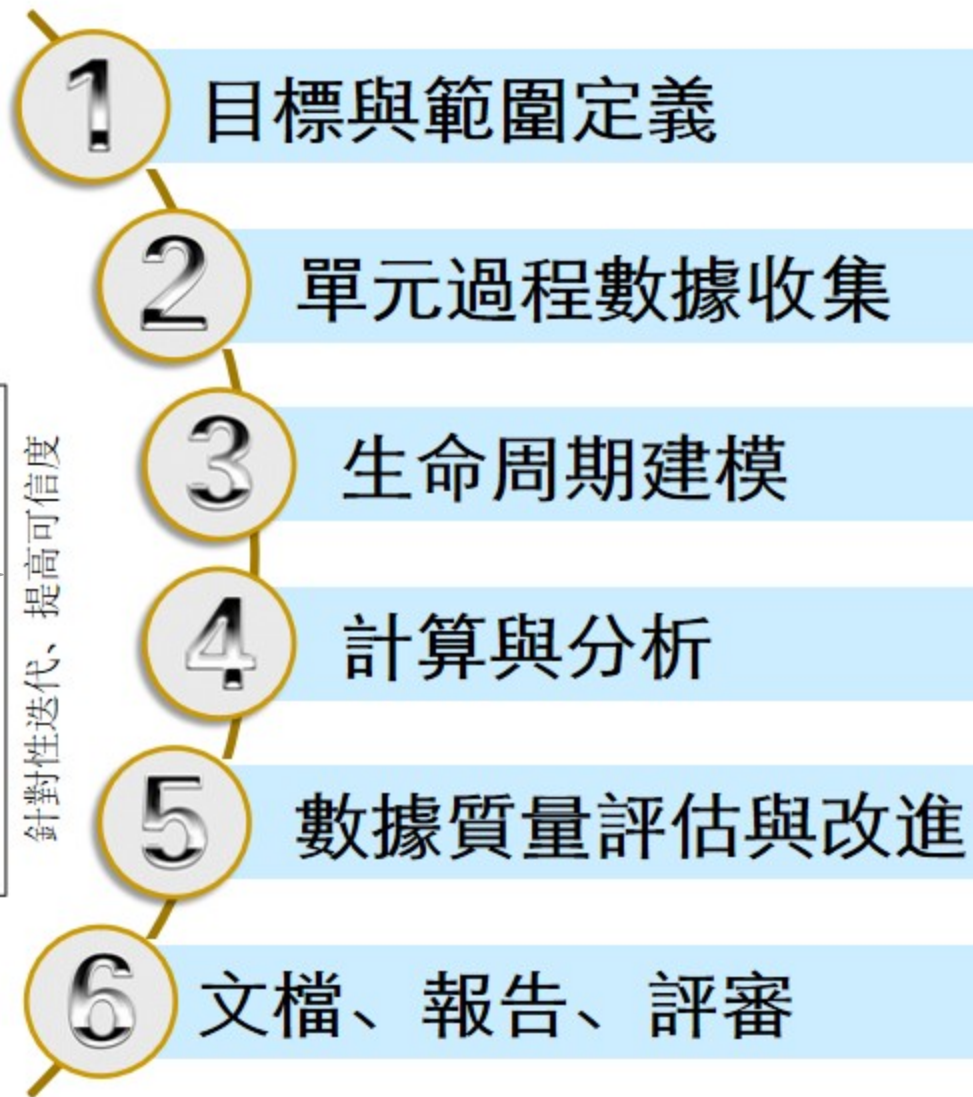 1 目標與範圍定義
2 單元過程數據收集
3 生命周期建模
4 計算與分析
5 數據質量評估與改進
6 文檔、報告、評審
針對性迭代、提高可信度